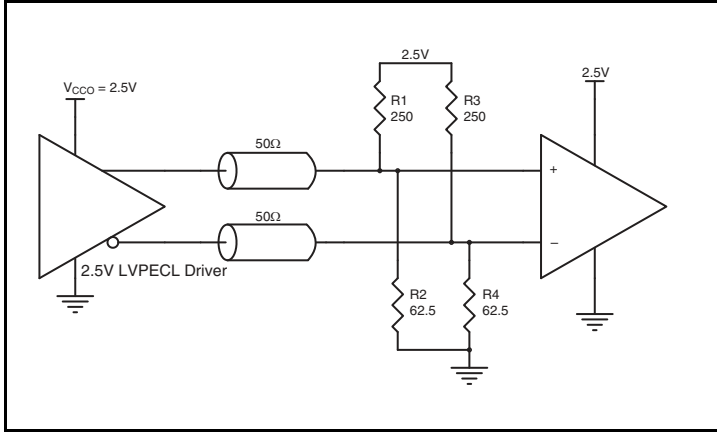 2.5V
V_CCO = 2.5V
2.5V
R1
250
R3
250
50Ω
+
50Ω
−
2.5V LVPECL Driver
R2
62.5
R4
62.5